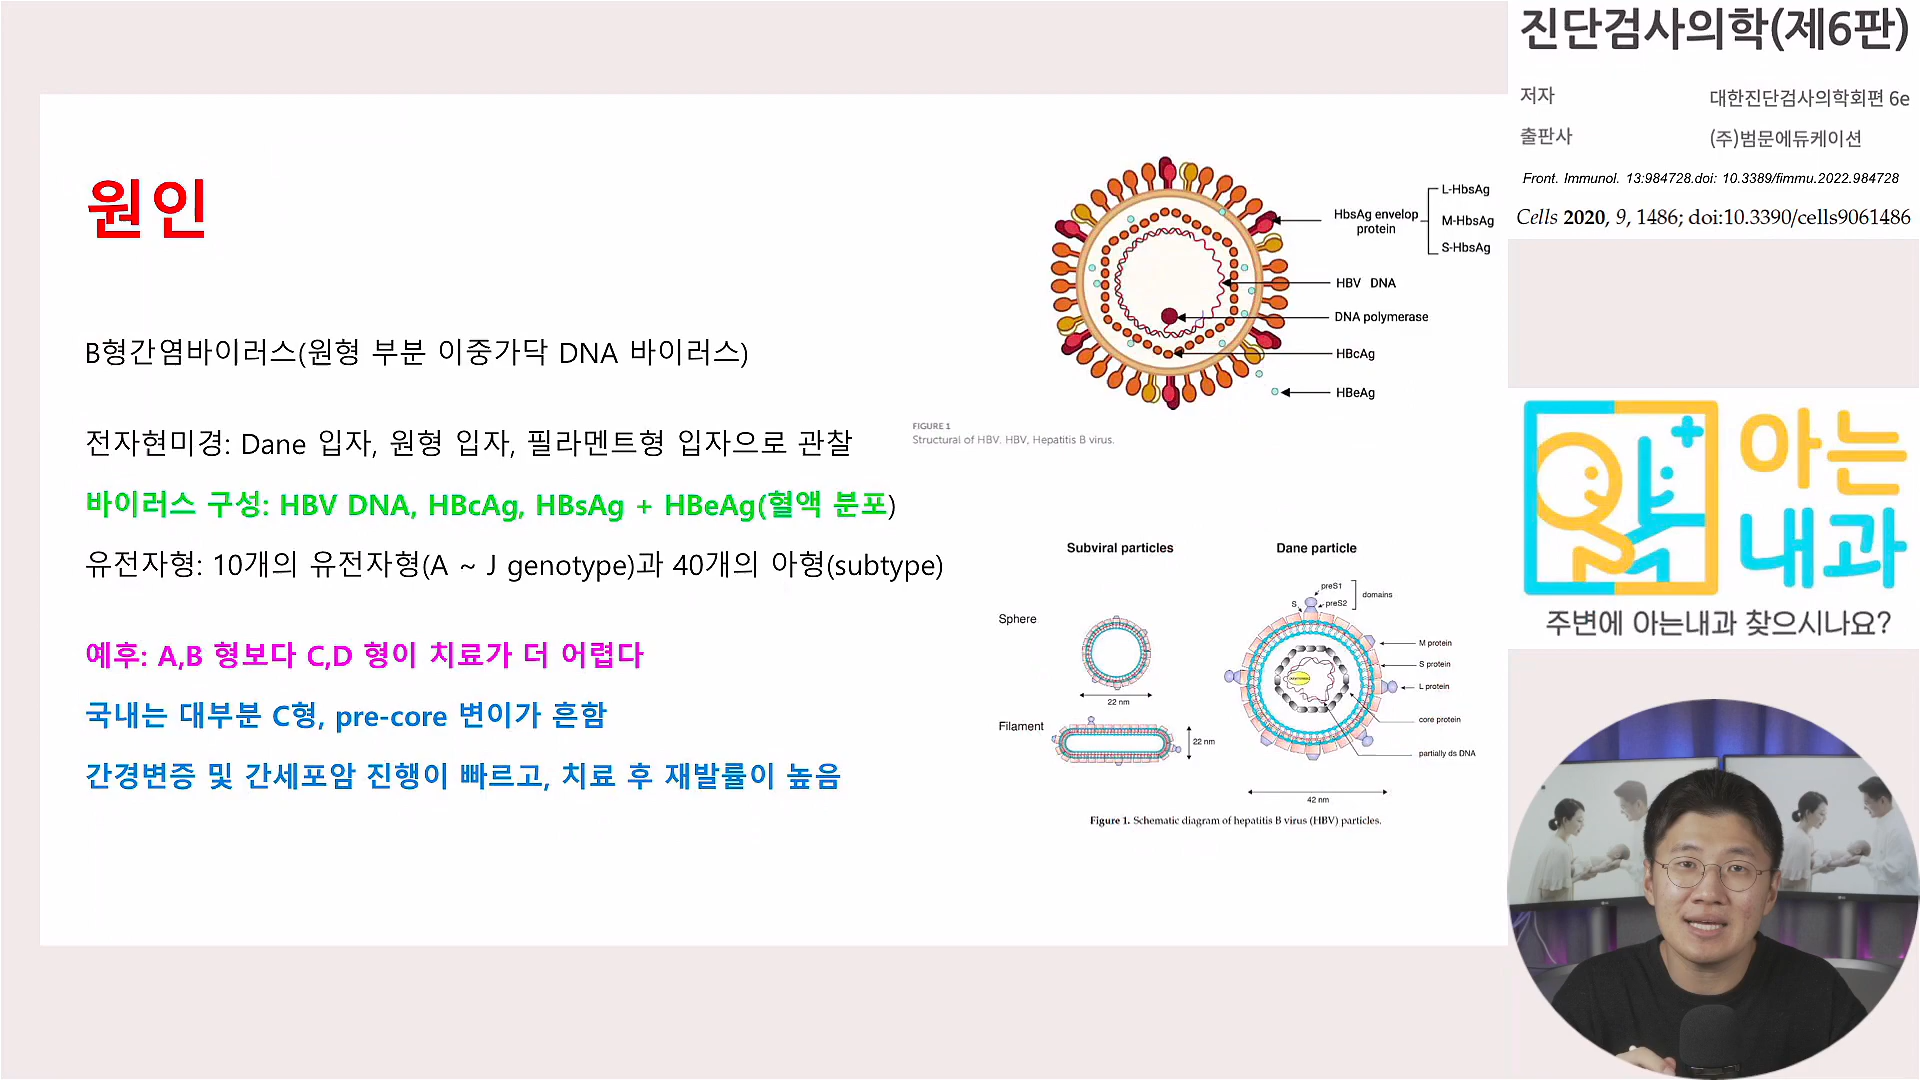 원인
B형간염바이러스(원형 부분 이중가닥 DNA 바이러스)
전자현미경: Dane 입자, 원형 입자, 필라멘트형 입자으로 관찰
바이러스 구성: HBV DNA, HBcAg, HBsAg + HBeAg(혈액 분포)
유전자형: 10개의 유전자형(A ~ J genotype)과 40개의 아형(subtype)
예후: A,B 형보다 C,D 형이 치료가 더 어렵다
국내는 대부분 C형, pre-core 변이가 흔함
간경변증 및 간세포암 진행이 빠르고, 치료 후 재발률이 높음
HbsAg envelop
protein
L-HbsAg
M-HbsAg
S-HbsAg
HBV DNA
DNA polymerase
HBcAg
HBeAg
FIGURE 1
Structural of HBV. HBV, Hepatitis B virus.
Subviral particles
Dane particle
Sphere
22 nm
Filament
22 nm
preS1
S
preS2
domains
M protein
S protein
L protein
core protein
partially ds DNA
42 nm
Figure 1. Schematic diagram of hepatitis B virus (HBV) particles.
진단검사의학(제6판)
저자 대한진단검사의학회편 6e
출판사 (주)범문에듀케이션
Front. Immunol. 13:984728.doi: 10.3389/fimmu.2022.984728
Cells 2020, 9, 1486; doi:10.3390/cells9061486
아는
내과
주변에 아는내과 찾으시나요?